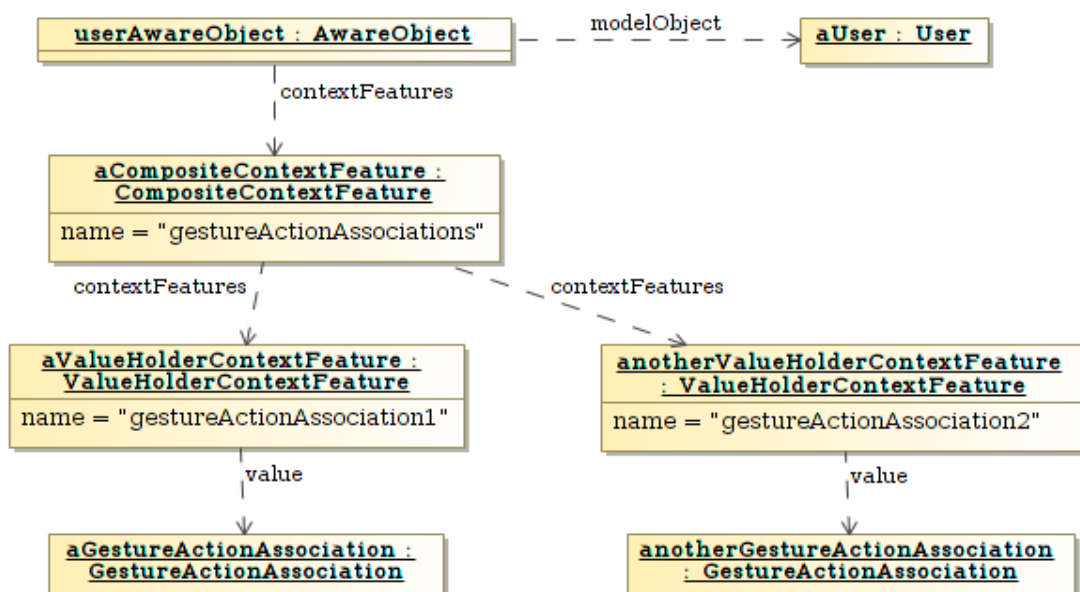 userAwareObject : AwareObject
modelObject
aUser : User
contextFeatures
aCompositeContextFeature :
CompositeContextFeature
name = "gestureActionAssociations"
contextFeatures
contextFeatures
aValueHolderContextFeature :
ValueHolderContextFeature
name = "gestureActionAssociation1"
anotherValueHolderContextFeature
: ValueHolderContextFeature
name = "gestureActionAssociation2"
value
value
aGestureActionAssociation :
GestureActionAssociation
anotherGestureActionAssociation
: GestureActionAssociation